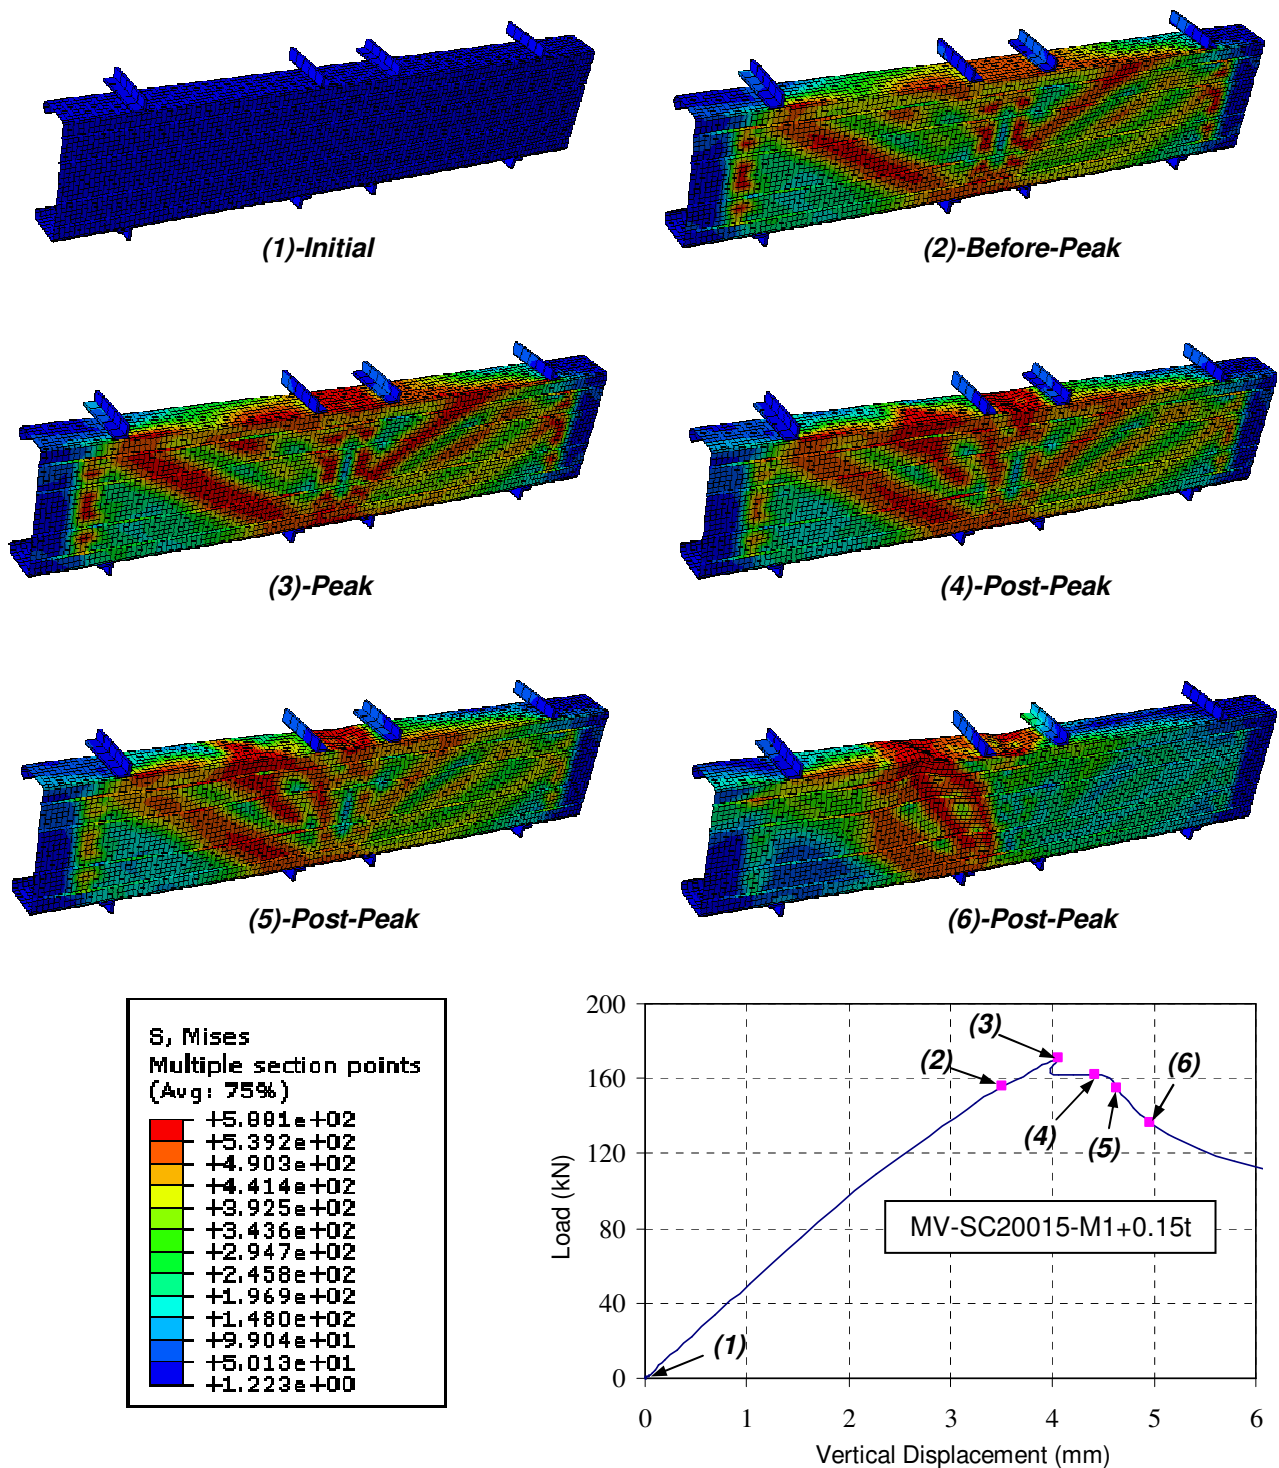 (1)-Initial
(2)-Before-Peak
(3)-Peak
(4)-Post-Peak
(5)-Post-Peak
(6)-Post-Peak
S, Mises
Multiple section points
(Avg: 75%)
+5.881e+02
+5.392e+02
+4.903e+02
+4.414e+02
+3.925e+02
+3.436e+02
+2.947e+02
+2.458e+02
+1.969e+02
+1.480e+02
+9.904e+01
+5.013e+01
+1.223e+00
200
160
120
80
40
0
Load (kN)
(1)
(2)
(3)
(4)
(5)
(6)
MV-SC20015-M1+0.15t
0 1 2 3 4 5 6
Vertical Displacement (mm)